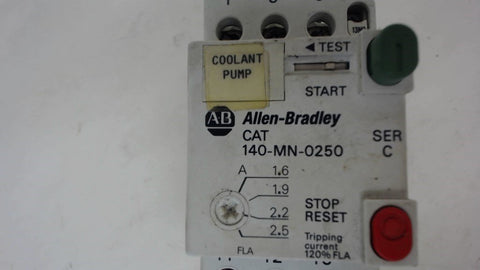 1
COOLANT
PUMP
TEST
START
AB Allen-Bradley
CAT
140-MN-0250
SER
C
A
1.6
1.9
2.2
2.5
FLA
STOP
RESET
Tripping
current
120% FLA